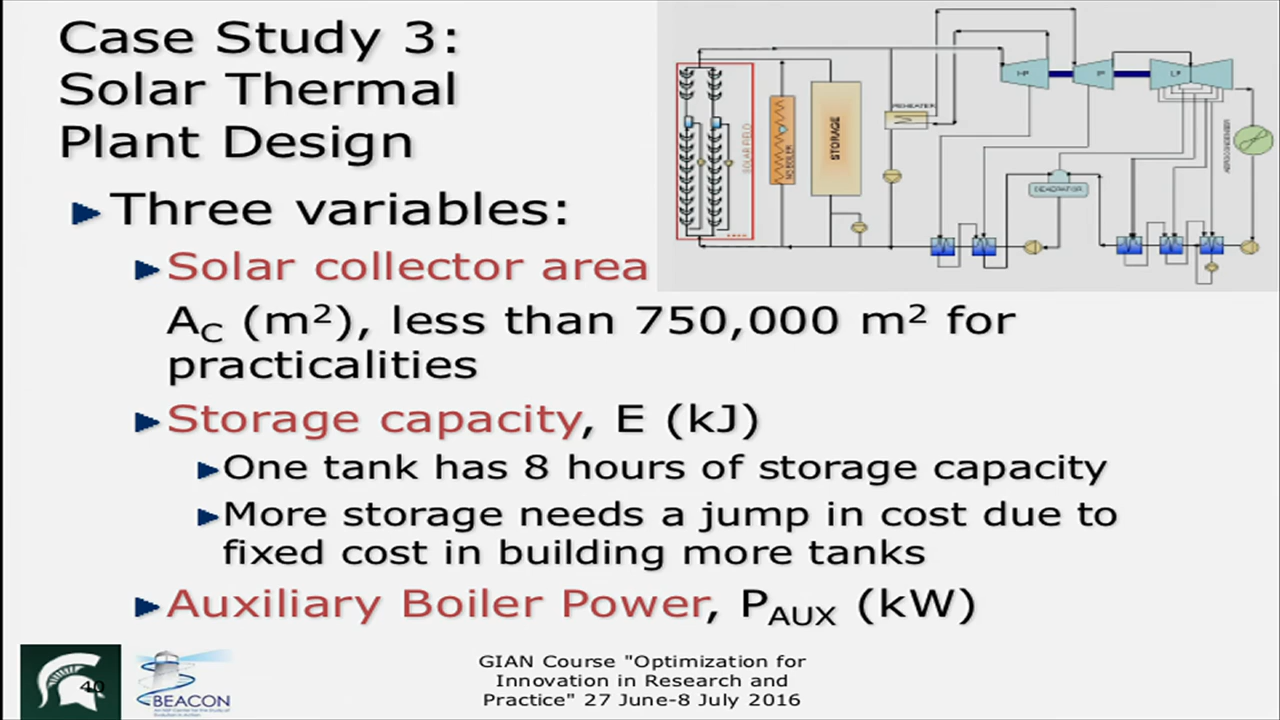 Case Study 3:
Solar Thermal
Plant Design
Three variables:
Solar collector area
A_C (m²), less than 750,000 m² for
practicalities
Storage capacity, E (kJ)
One tank has 8 hours of storage capacity
More storage needs a jump in cost due to
fixed cost in building more tanks
Auxiliary Boiler Power, P_AUX (kW)
SOLAR FIELD
STORAGE
HP
IP
LP
GIAN Course "Optimization for
Innovation in Research and
Practice" 27 June-8 July 2016
40
BEACON